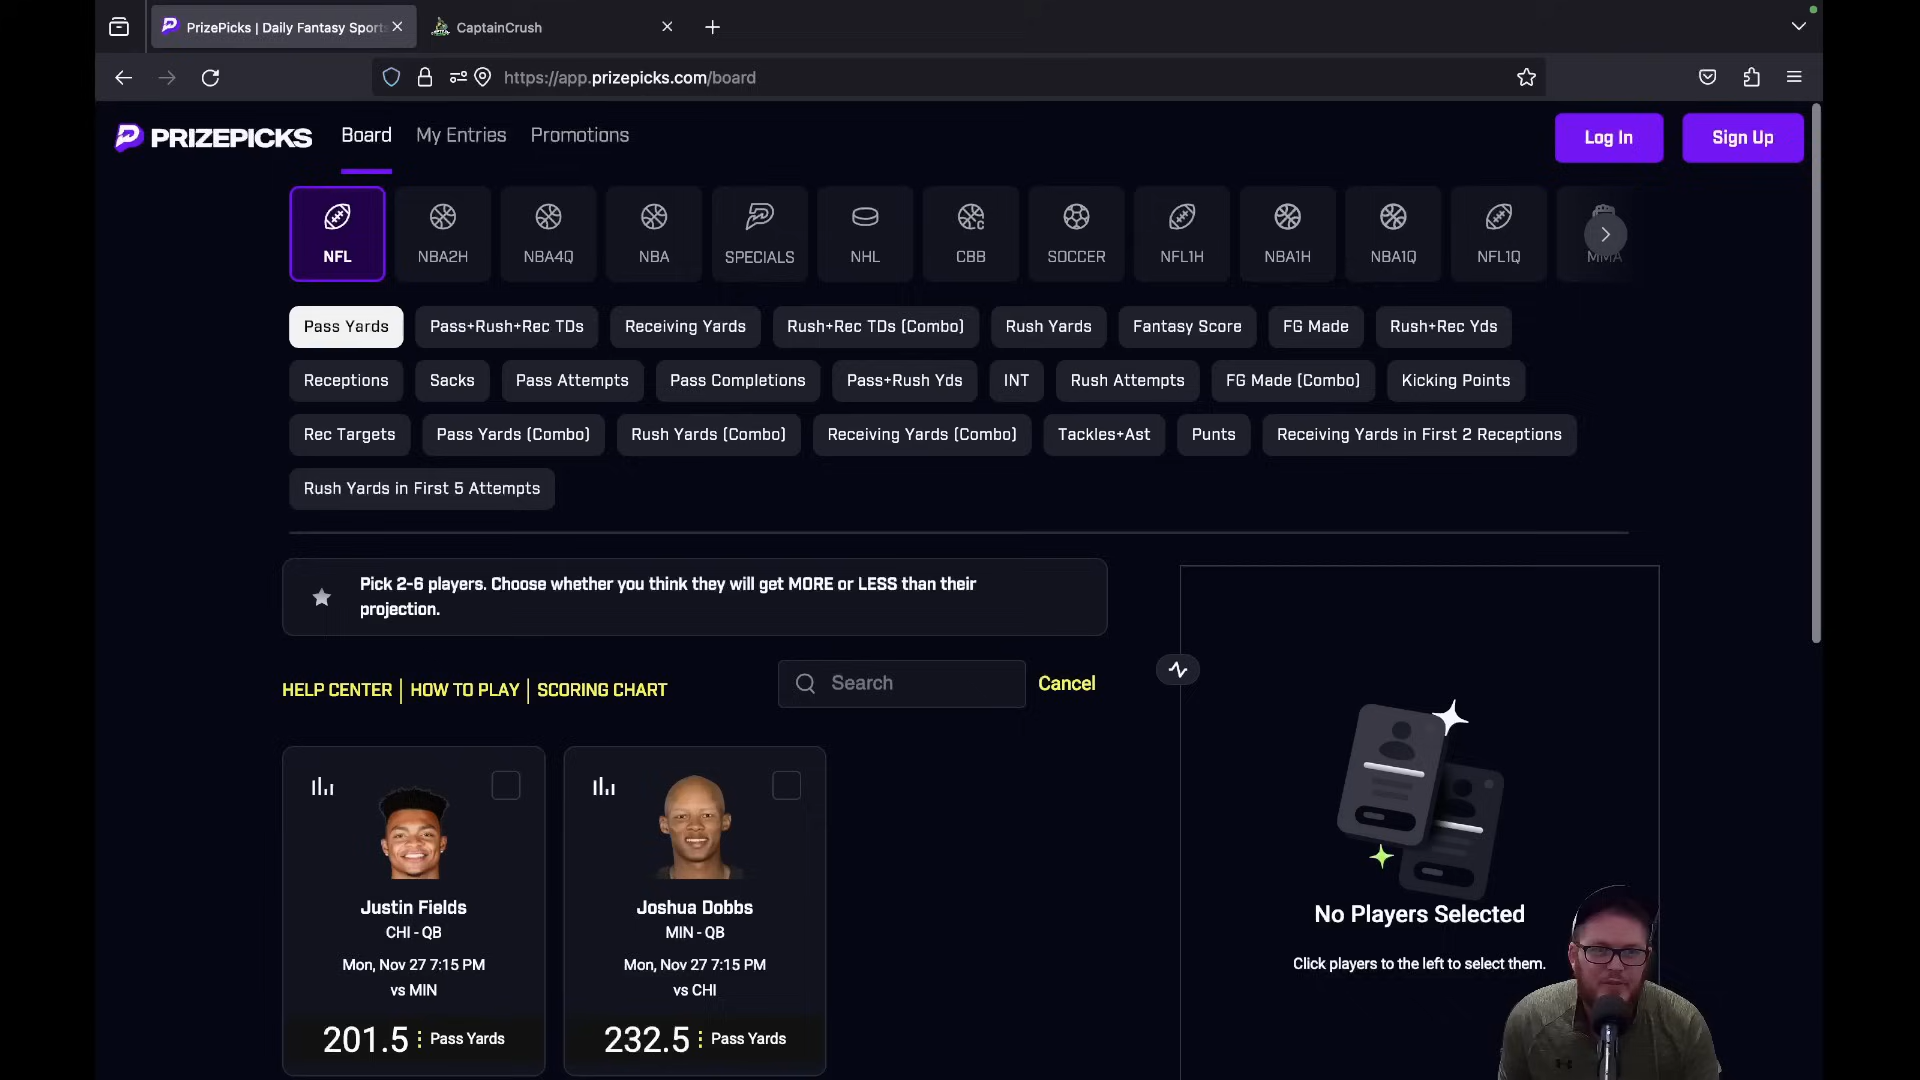 PrizePicks | Daily Fantasy Sport
CaptainCrush
https://app.prizepicks.com/board
PRIZEPICKS
Board
My Entries
Promotions
Log In
Sign Up
NFL
NBA2H
NBA4Q
NBA
SPECIALS
NHL
CBB
SOCCER
NFL1H
NBA1H
NBA1Q
NFL1Q
MMA
Pass Yards
Pass+Rush+Rec TDs
Receiving Yards
Rush+Rec TDs (Combo)
Rush Yards
Fantasy Score
FG Made
Rush+Rec Yds
Receptions
Sacks
Pass Attempts
Pass Completions
Pass+Rush Yds
INT
Rush Attempts
FG Made (Combo)
Kicking Points
Rec Targets
Pass Yards (Combo)
Rush Yards (Combo)
Receiving Yards (Combo)
Tackles+Ast
Punts
Receiving Yards in First 2 Receptions
Rush Yards in First 5 Attempts
Pick 2-6 players. Choose whether you think they will get MORE or LESS than their
projection.
HELP CENTER | HOW TO PLAY | SCORING CHART
Search
Cancel
Justin Fields
CHI - QB
Mon, Nov 27 7:15 PM
vs MIN
201.5 Pass Yards
Joshua Dobbs
MIN - QB
Mon, Nov 27 7:15 PM
vs CHI
232.5 Pass Yards
No Players Selected
Click players to the left to select them.